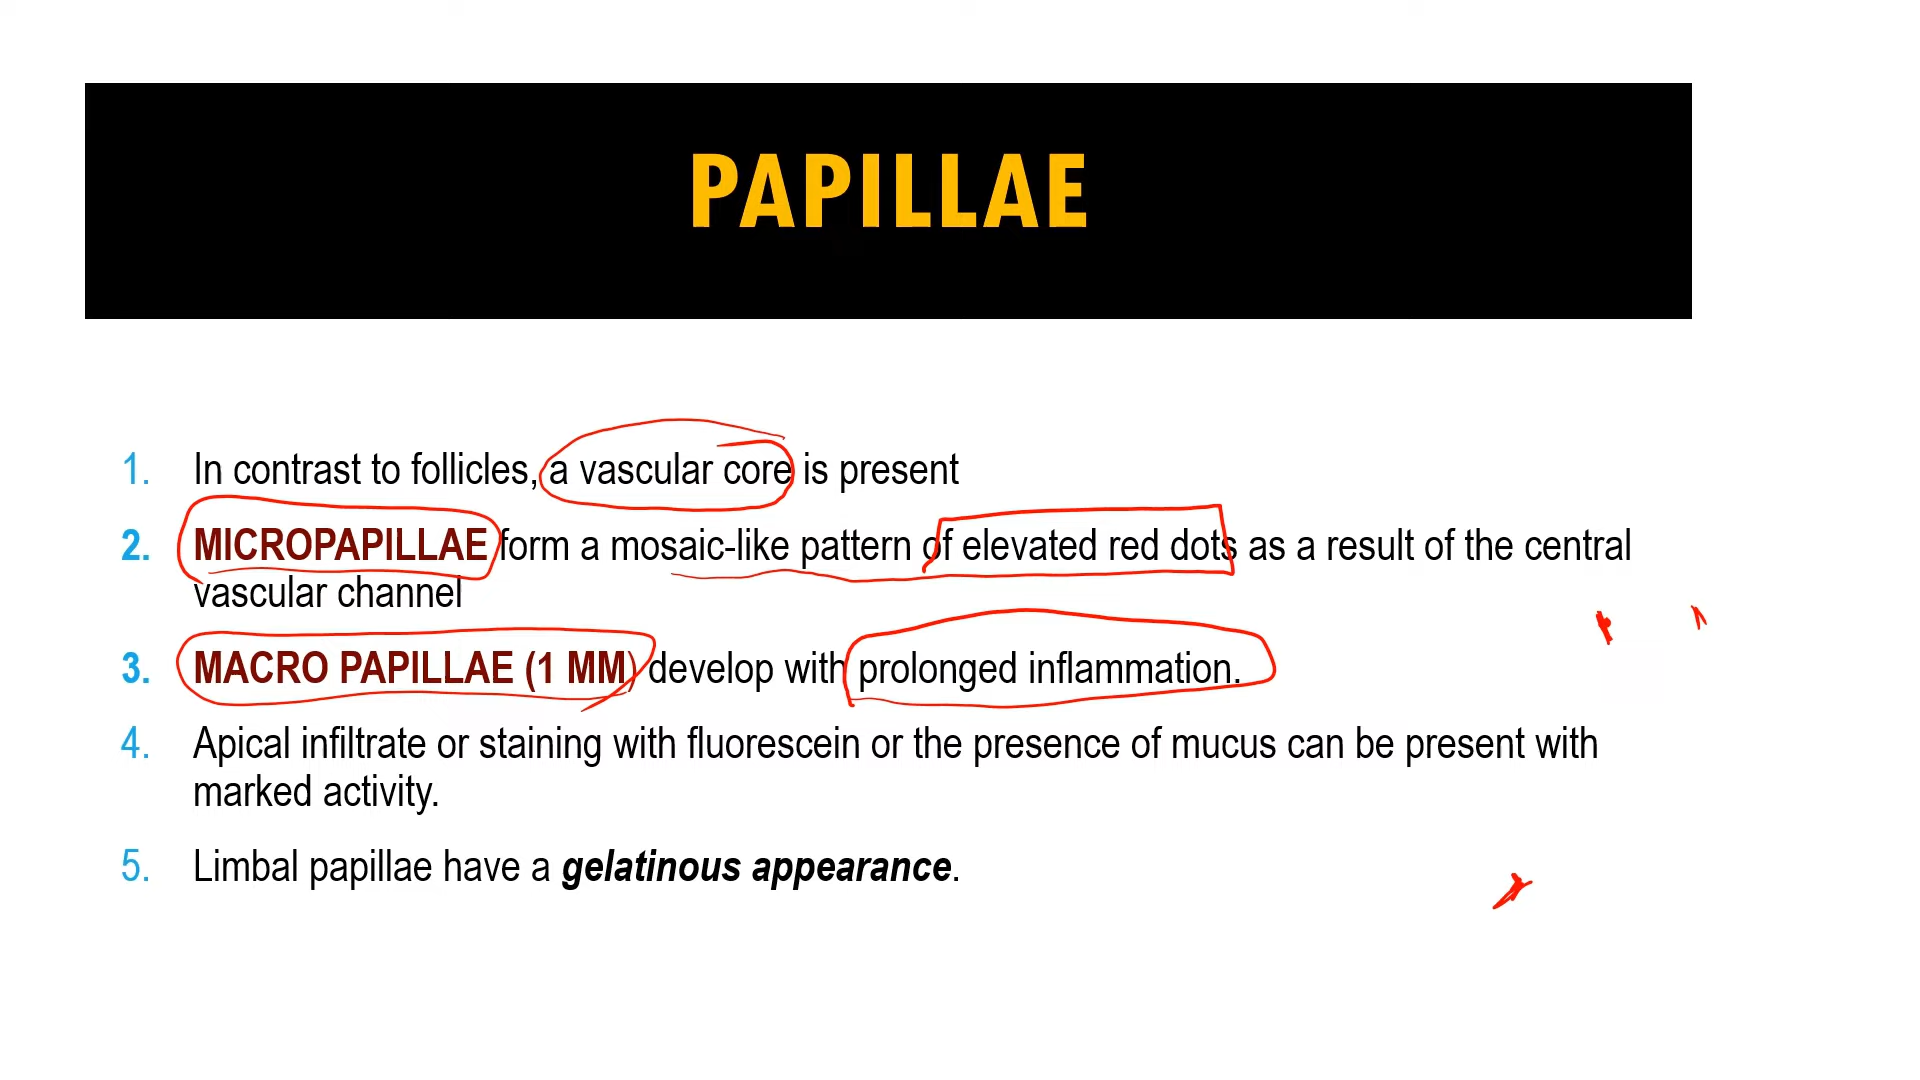 PAPILLAE
1. In contrast to follicles, a vascular core is present
2. MICROPAPILLAE form a mosaic-like pattern of elevated red dots as a result of the central
vascular channel
3. MACRO PAPILLAE (1 MM) develop with prolonged inflammation.
4. Apical infiltrate or staining with fluorescein or the presence of mucus can be present with
marked activity.
5. Limbal papillae have a gelatinous appearance.